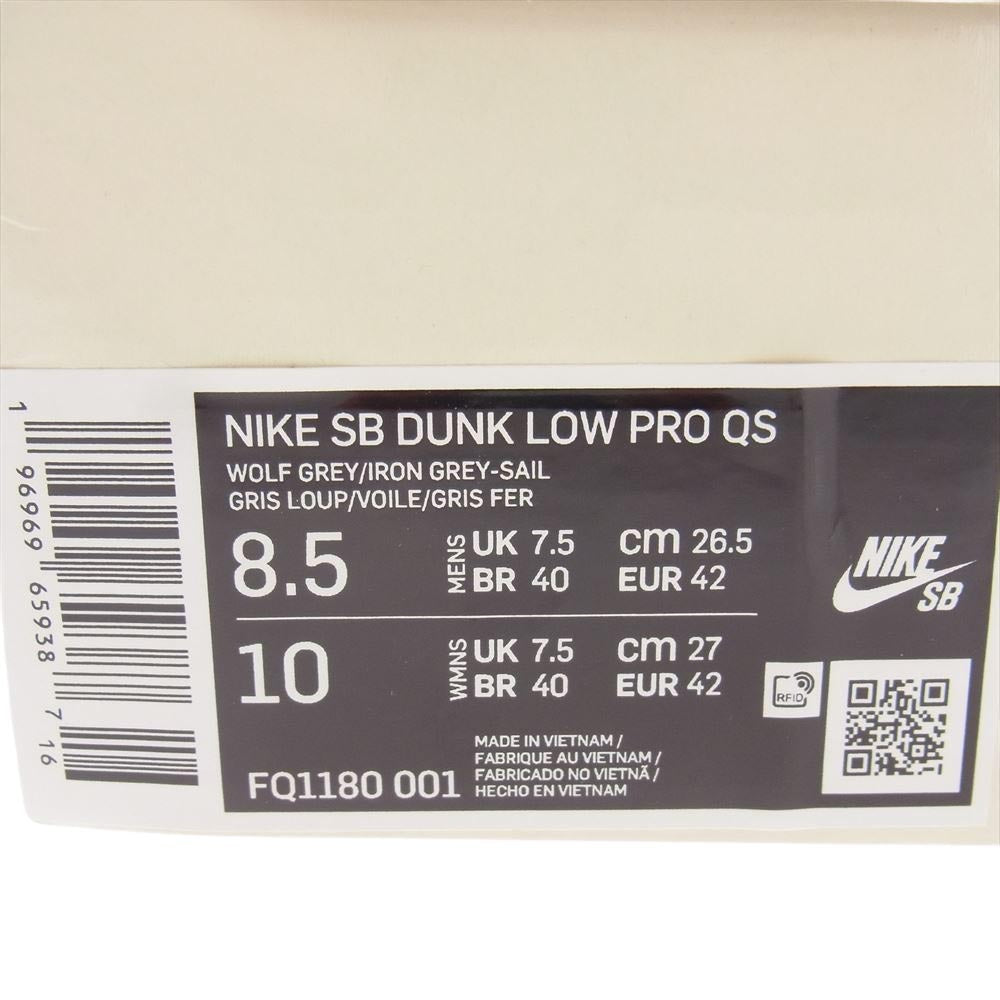 NIKE SB DUNK LOW PRO QS
WOLF GREY/IRON GREY-SAIL
GRIS LOUP/VOILE/GRIS FER
8.5 MENS UK 7.5 cm 26.5
BR 40 EUR 42
10 WMNS UK 7.5 cm 27
BR 40 EUR 42
NIKE
SB
RFID
FQ1180 001
MADE IN VIETNAM /
FABRIQUE AU VIETNAM /
FABRICADO NO VIETNÃ /
HECHO EN VIETNAM
1 96969 65938 7 16